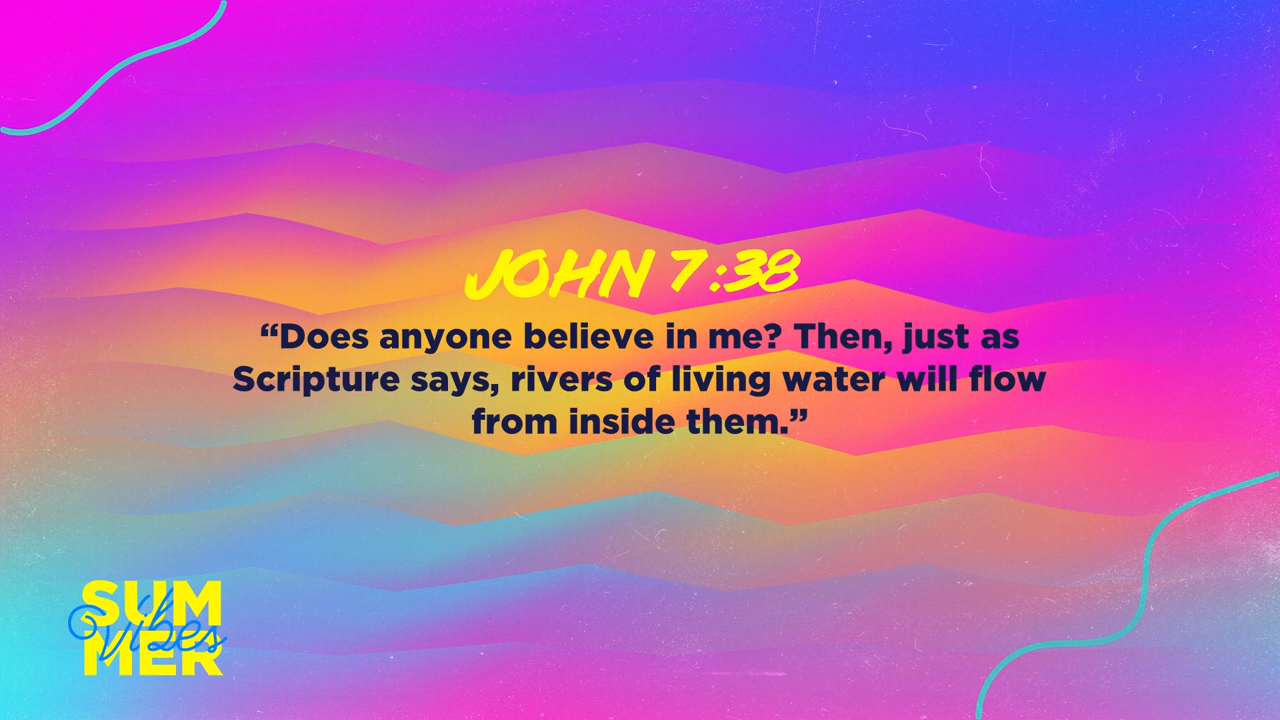 JOHN 7:38
“Does anyone believe in me? Then, just as
Scripture says, rivers of living water will flow
from inside them.”
SUM
vibes
MER